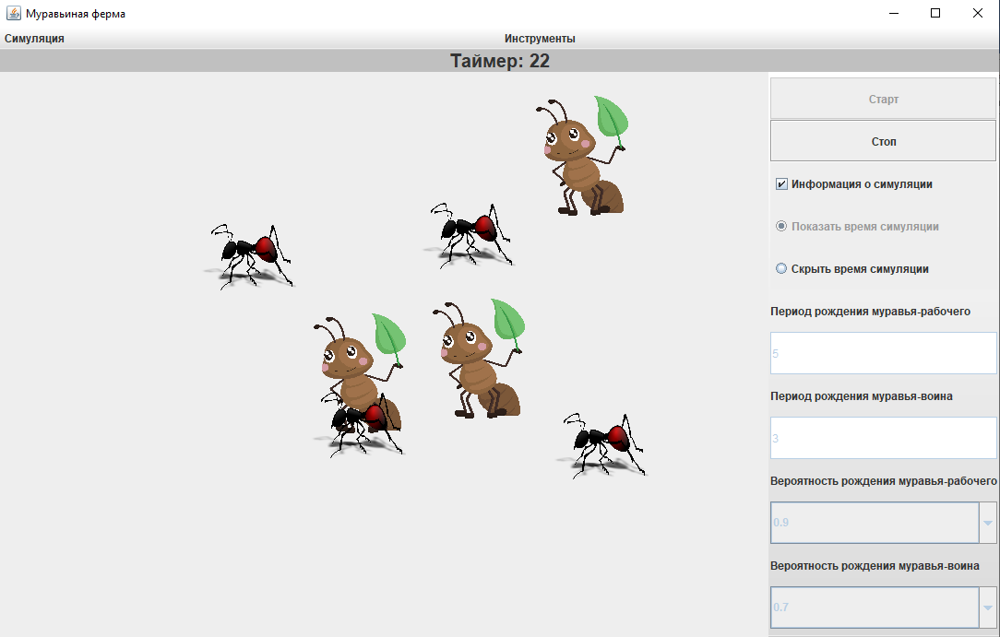 Муравьиная ферма
Симуляция Инструменты
Таймер: 22
Старт
Стоп
Информация о симуляции
Показать время симуляции
Скрыть время симуляции
Период рождения муравья-рабочего
5
Период рождения муравья-воина
3
Вероятность рождения муравья-рабочего
0.9
Вероятность рождения муравья-воина
0.7